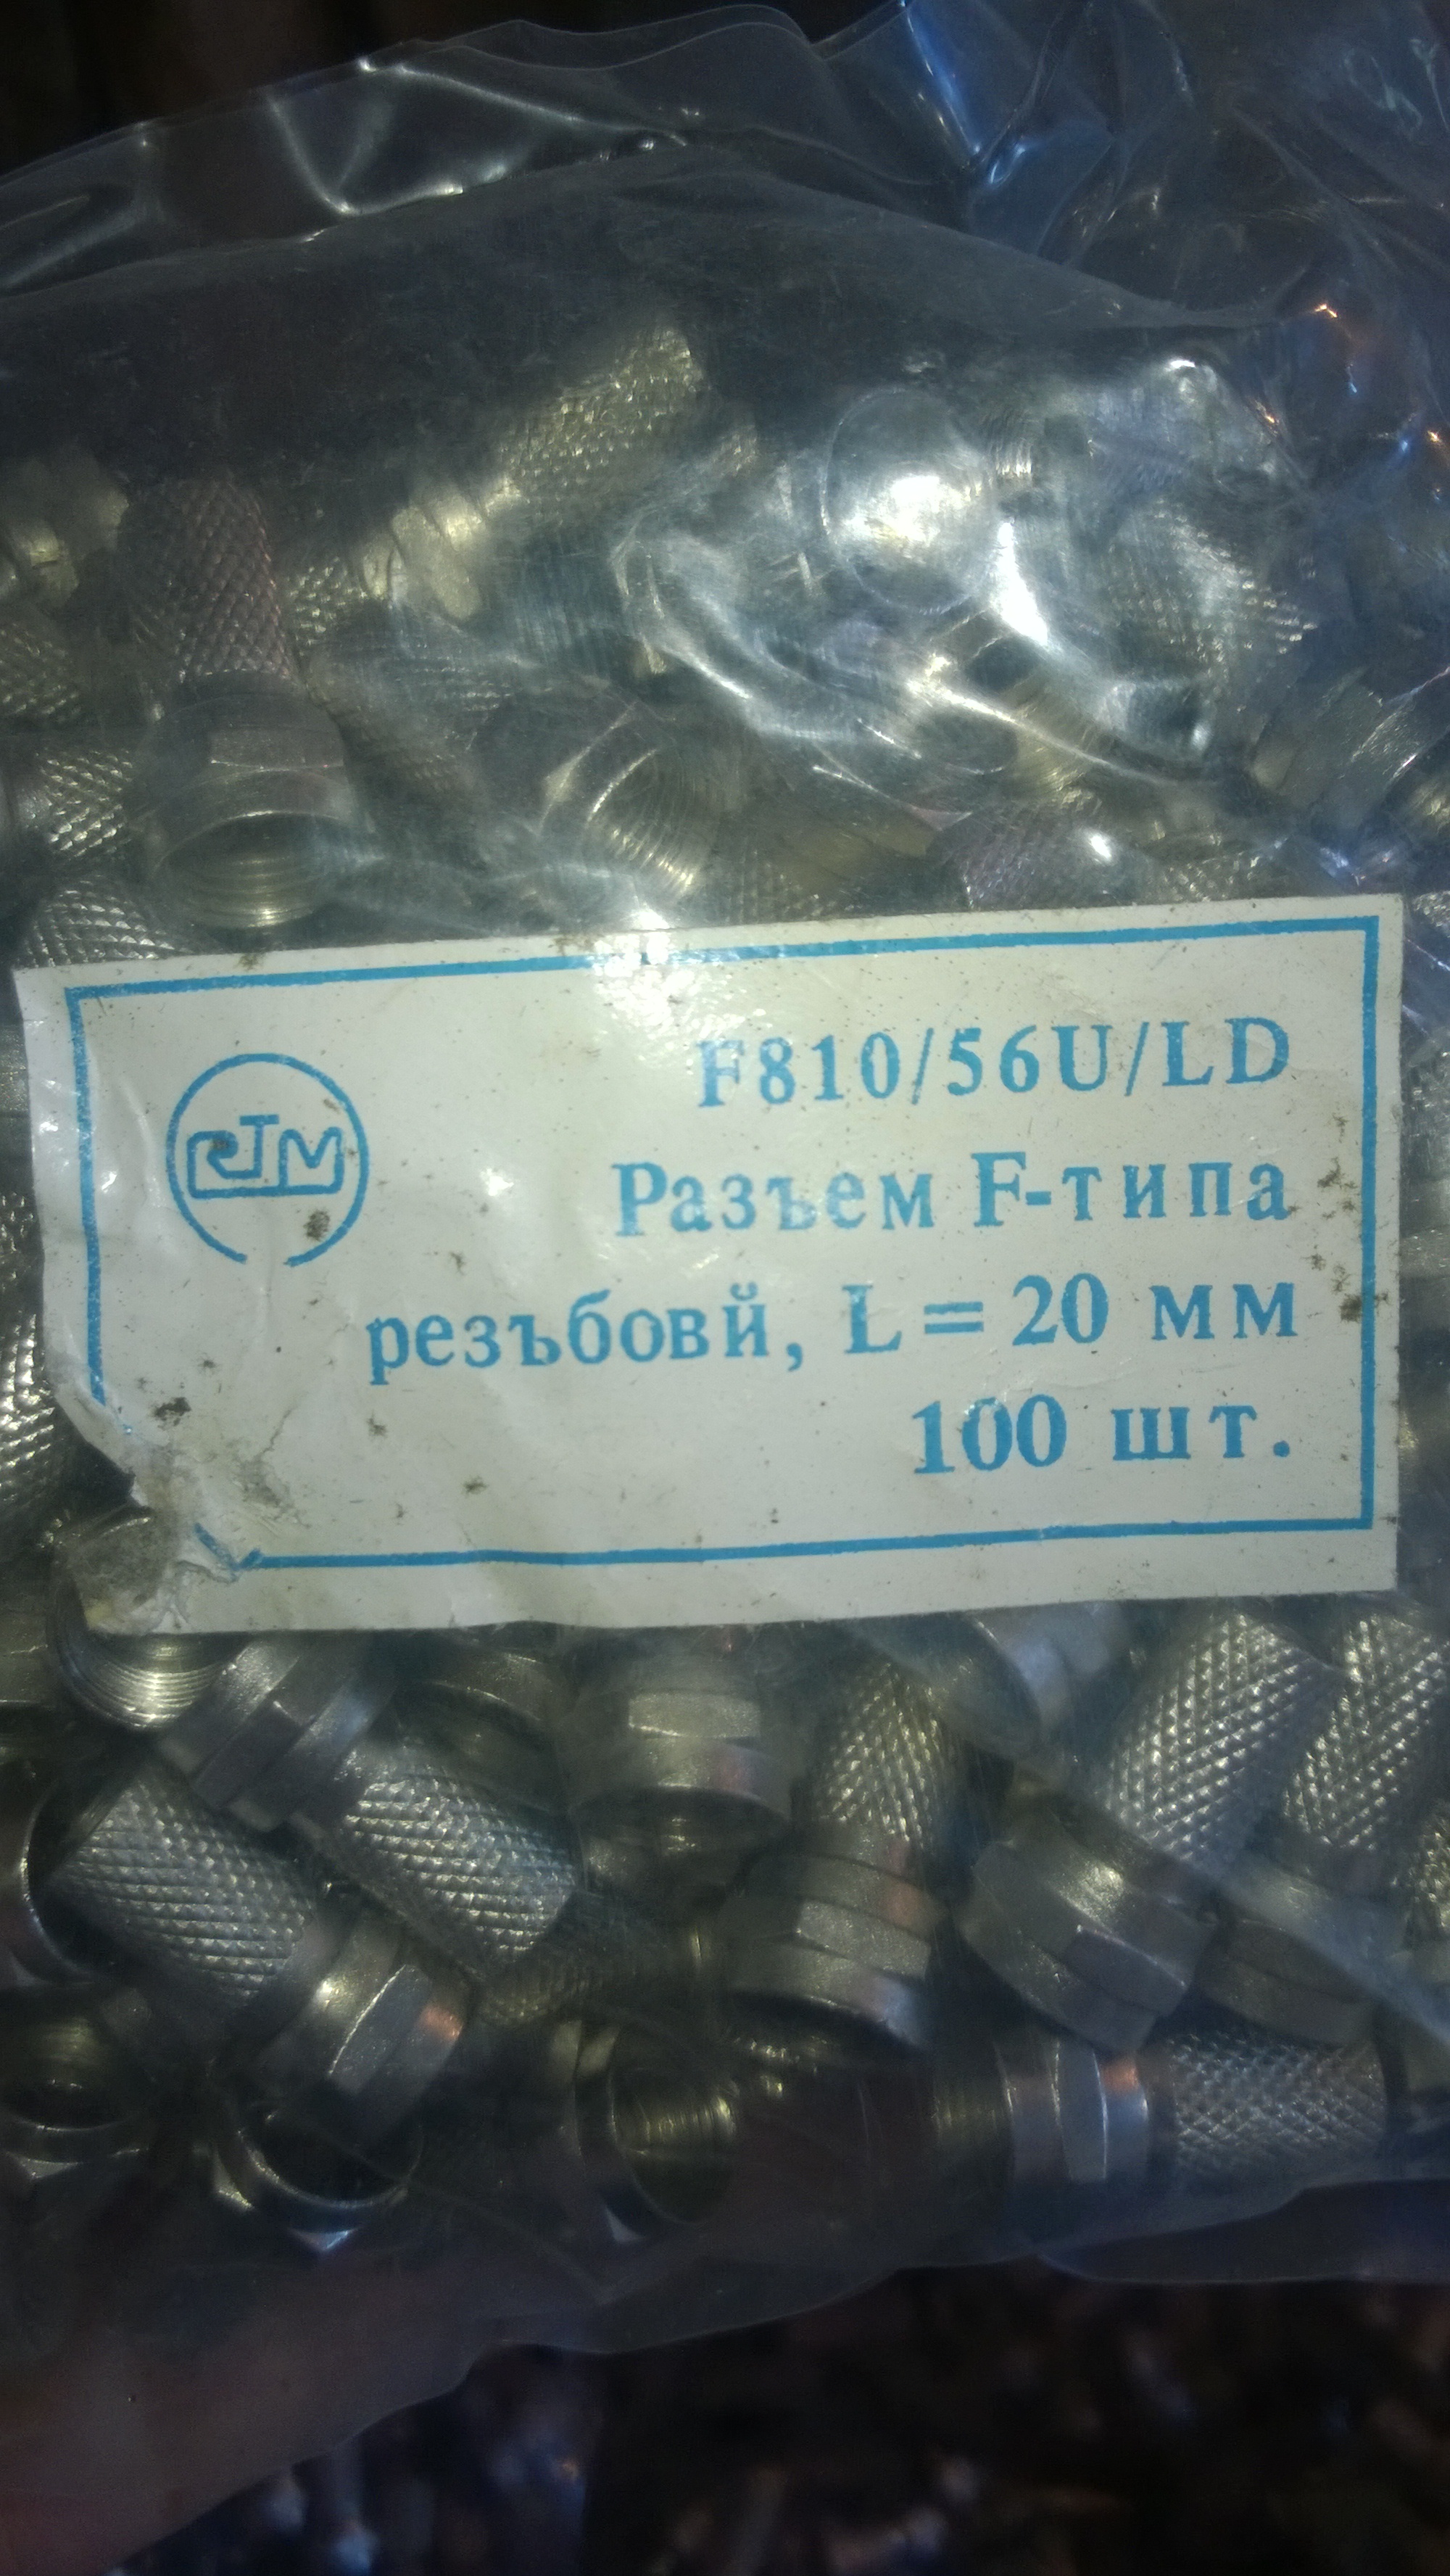 F810/56U/LD
Разъем F-типа
резъбовй, L = 20 мм
100 шт.